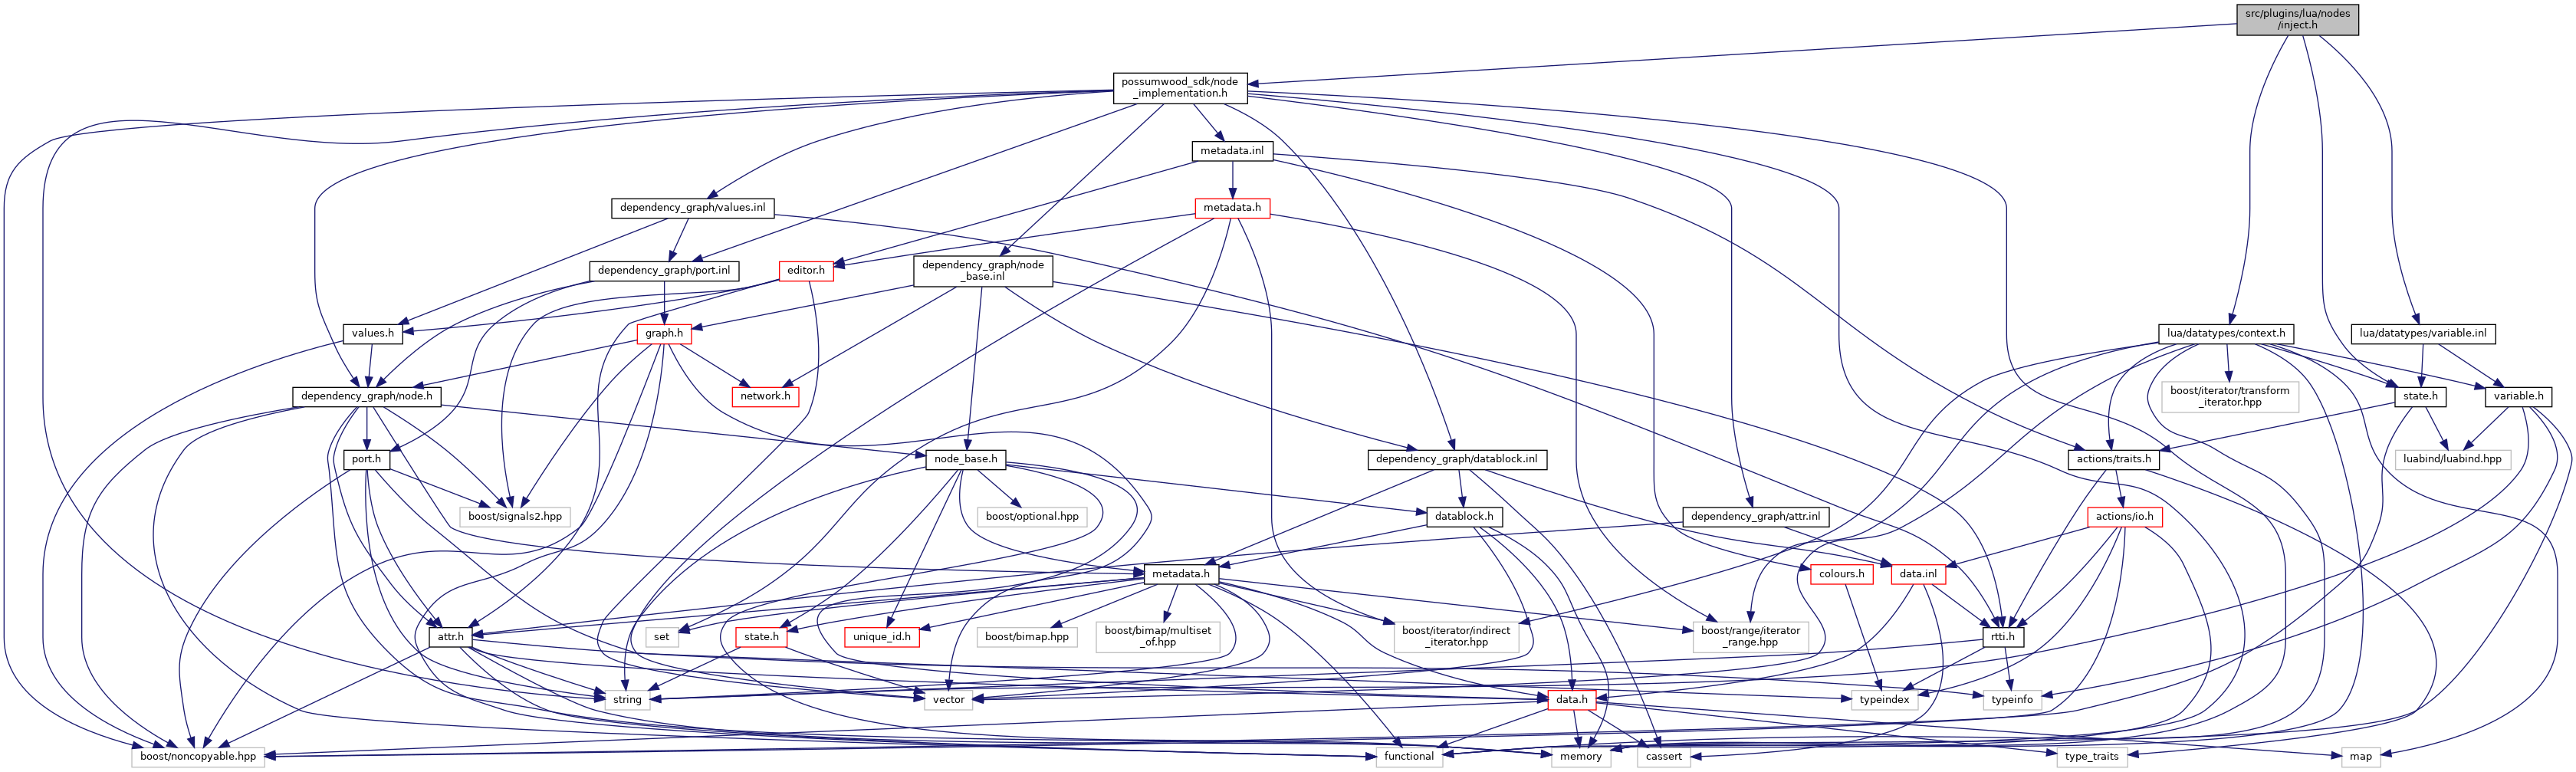 src/plugins/lua/nodes
/inject.h
possumwood_sdk/node
_implementation.h
metadata.inl
dependency_graph/values.inl
metadata.h
dependency_graph/port.inl
editor.h
dependency_graph/node
_base.inl
values.h
graph.h
lua/datatypes/context.h
lua/datatypes/variable.inl
dependency_graph/node.h
network.h
boost/iterator/transform
_iterator.hpp
state.h
variable.h
port.h
node_base.h
dependency_graph/datablock.inl
actions/traits.h
luabind/luabind.hpp
boost/signals2.hpp
boost/optional.hpp
datablock.h
dependency_graph/attr.inl
actions/io.h
metadata.h
colours.h
data.inl
attr.h
set
state.h
unique_id.h
boost/bimap.hpp
boost/bimap/multiset
_of.hpp
boost/iterator/indirect
_iterator.hpp
boost/range/iterator
_range.hpp
rtti.h
string
vector
data.h
typeindex
typeinfo
boost/noncopyable.hpp
functional
memory
cassert
type_traits
map